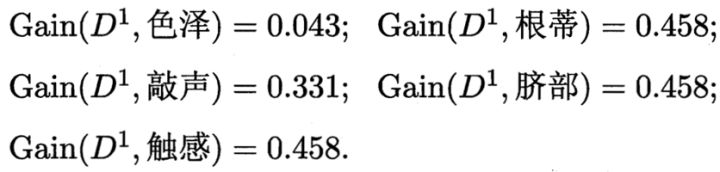 Gain(D¹, 色泽) = 0.043; Gain(D¹, 根蒂) = 0.458;
Gain(D¹, 敲声) = 0.331; Gain(D¹, 脐部) = 0.458;
Gain(D¹, 触感) = 0.458.